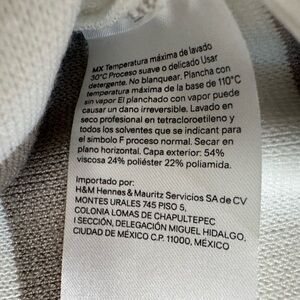 MX Temperatura máxima de lavado
30°C Proceso suave o delicado Usar
detergente. No blanquear. Plancha con
temperatura máxima de la base de 110°C
sin vapor El planchado con vapor puede
causar un dano irreversible. Lavado en
seco profesional en tetracloroetileno y
todos los solventes que se indican para
el simbolo F proceso normal. Secar en
plano horizontal. Capa exterior: 54%
viscosa 24% poliéster 22% poliamida.
Importado por:
H&M Hennes & Mauritz Servicios SA de CV
MONTES URALES 745 PISO 5,
COLONIA LOMAS DE CHAPULTEPEC
I SECCIÓN, DELEGACIÓN MIGUEL HIDALGO,
CIUDAD DE MÉXICO C.P. 11000, MÉXICO